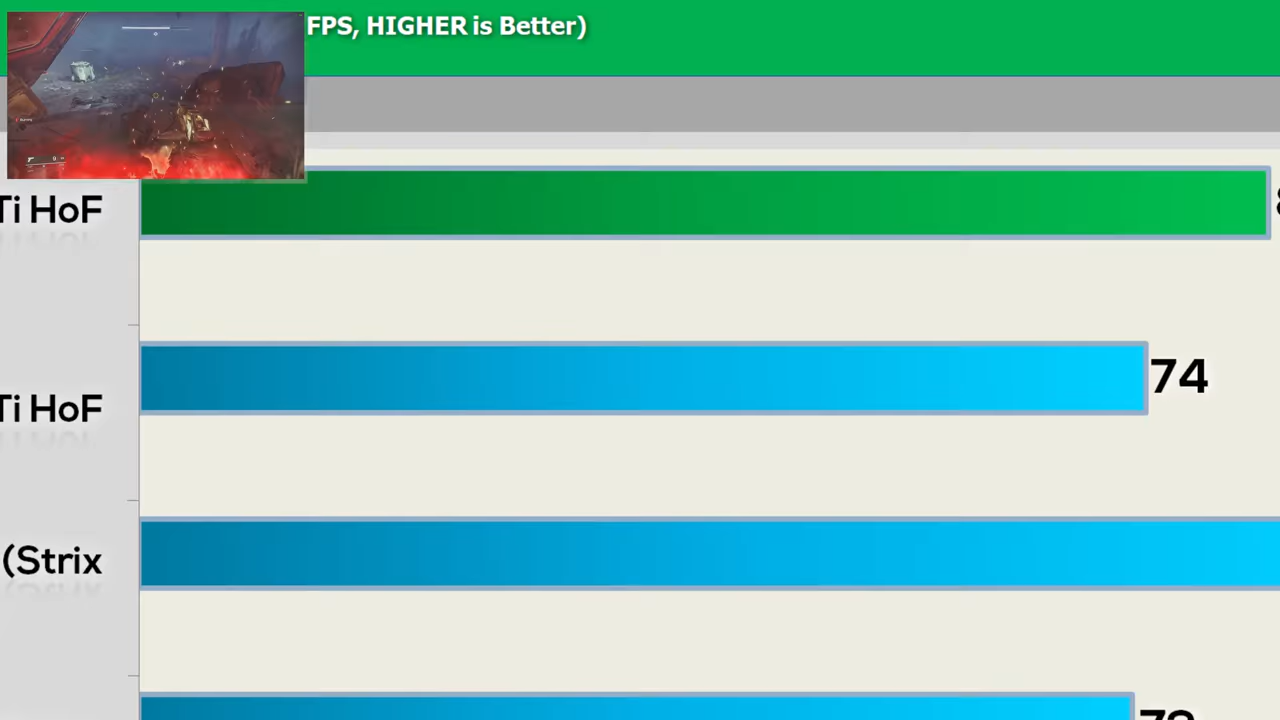 FPS, HIGHER is Better)
Ti HoF
Ti HoF
74
(Strix